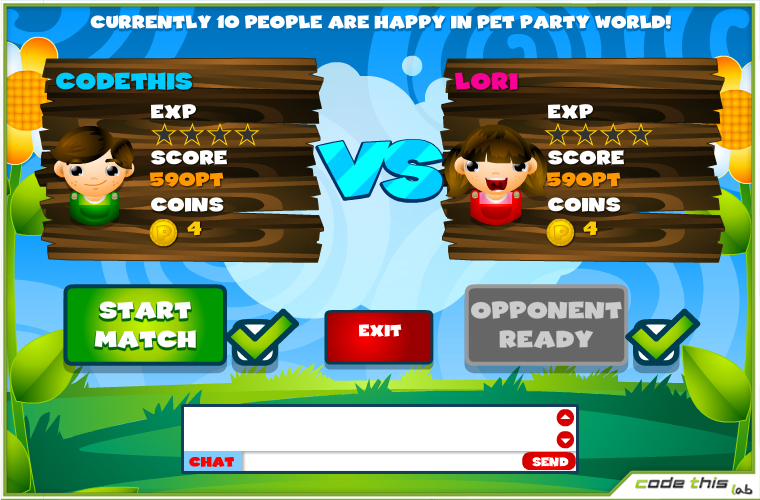 CURRENTLY 10 PEOPLE ARE HAPPY IN PET PARTY WORLD!
CODETHIS
EXP
SCORE
590PT
COINS
4
VS
LORI
EXP
SCORE
590PT
COINS
4
START
MATCH
EXIT
OPPONENT
READY
CHAT
SEND
code this lab